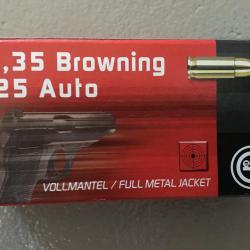 ,35 Browning
25 Auto
VOLLMANTEL / FULL METAL JACKET